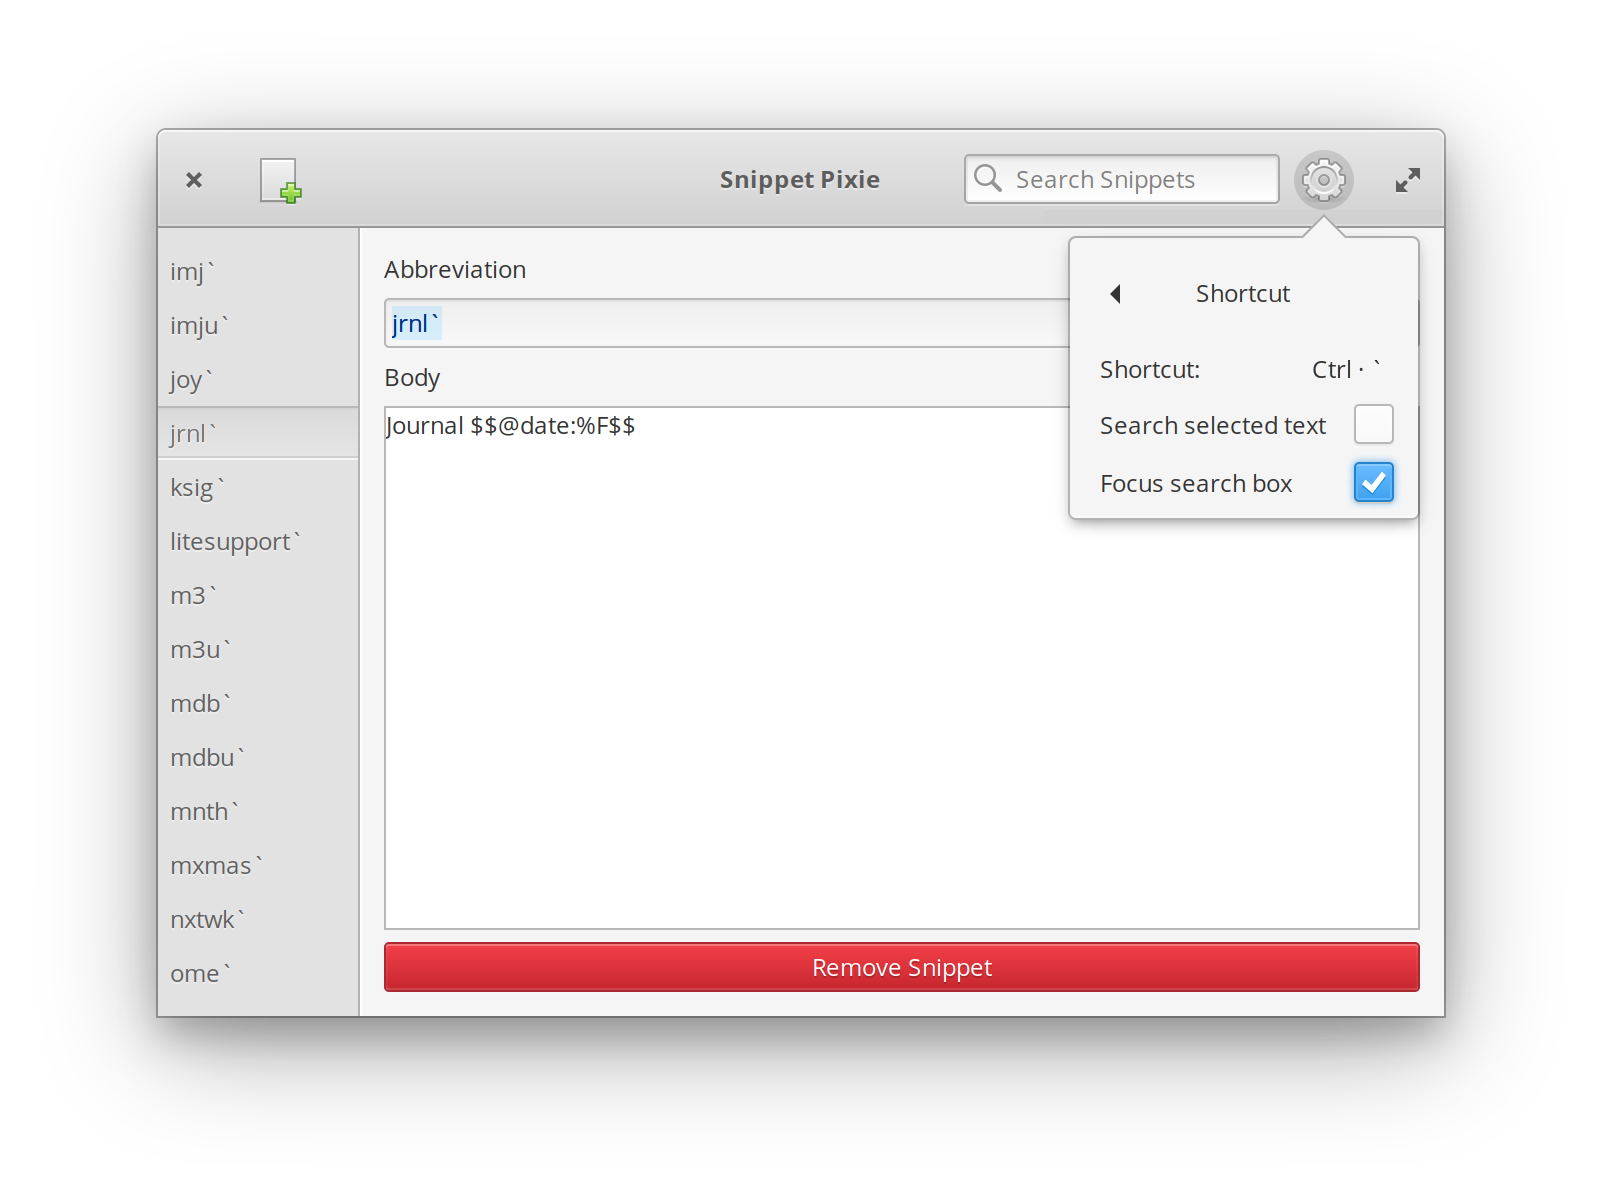 Snippet Pixie
Search Snippets
imj`
imju`
joy`
jrnl`
ksig`
litesupport`
m3`
m3u`
mdb`
mdbu`
mnth`
mxmas`
nxtwk`
ome`
Abbreviation
jrnl`
Body
Journal $$@date:%F$$
Remove Snippet
Shortcut
Shortcut: Ctrl · `
Search selected text
Focus search box